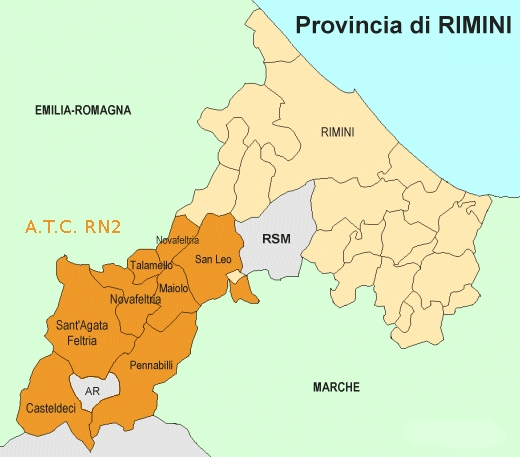 Provincia di RIMINI
EMILIA-ROMAGNA
RIMINI
A.T.C. RN2
Novafeltria
RSM
San Leo
Talamello
Maiolo
Novafeltria
Sant'Agata
Feltria
Pennabilli
AR
MARCHE
Casteldeci